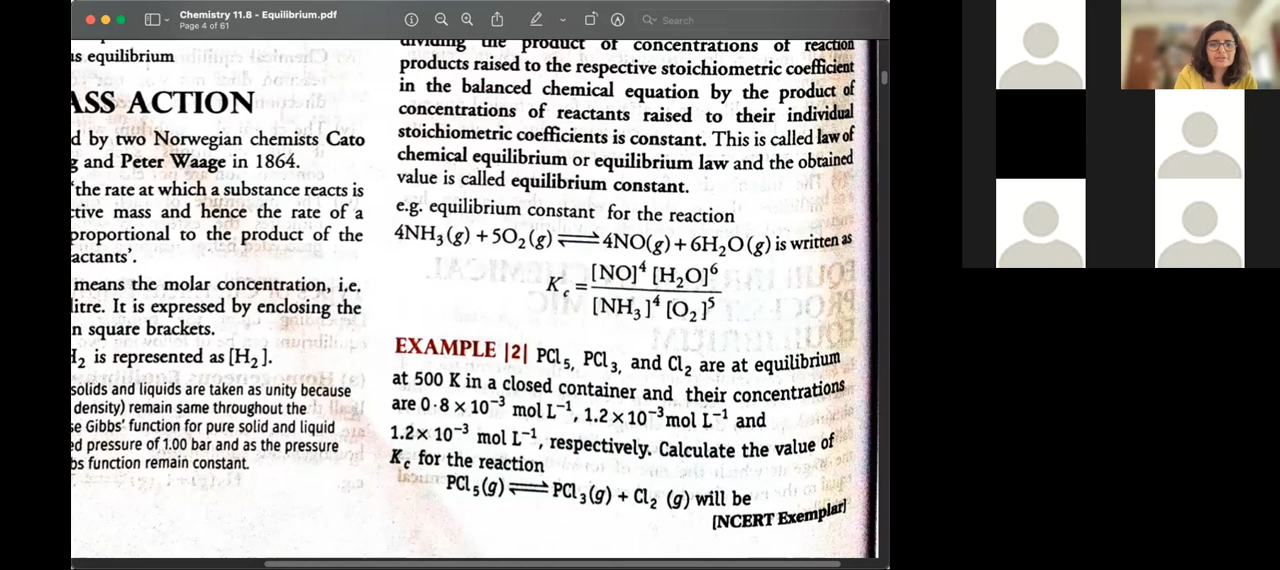 Chemistry 11.8 - Equilibrium.pdf
Page 4 of 61
Search
us equilibrium
ASS ACTION
d by two Norwegian chemists Cato
g and Peter Waage in 1864.
'the rate at which a substance reacts is
ctive mass and hence the rate of a
proportional to the product of the
actants'.
means the molar concentration, i.e.
litre. It is expressed by enclosing the
n square brackets.
H₂ is represented as [H₂].
solids and liquids are taken as unity because
density) remain same throughout the
se Gibbs' function for pure solid and liquid
ed pressure of 1.00 bar and as the pressure
bs function remain constant.
dividing the product of concentrations of reaction
products raised to the respective stoichiometric coefficient
in the balanced chemical equation by the product of
concentrations of reactants raised to their individual
stoichiometric coefficients is constant. This is called law of
chemical equilibrium or equilibrium law and the obtained
value is called equilibrium constant.
e.g. equilibrium constant for the reaction
4NH₃(g) + 5O₂(g) ⇌ 4NO(g) + 6H₂O(g) is written as
K_c = [NO]⁴ [H₂O]⁶ / [NH₃]⁴ [O₂]⁵
EXAMPLE |2| PCl₅, PCl₃, and Cl₂ are at equilibrium
at 500 K in a closed container and their concentrations
are 0·8 × 10⁻³ mol L⁻¹, 1.2 × 10⁻³ mol L⁻¹ and
1.2 × 10⁻³ mol L⁻¹, respectively. Calculate the value of
K_c for the reaction
PCl₅(g) ⇌ PCl₃(g) + Cl₂ (g) will be
[NCERT Exemplar]